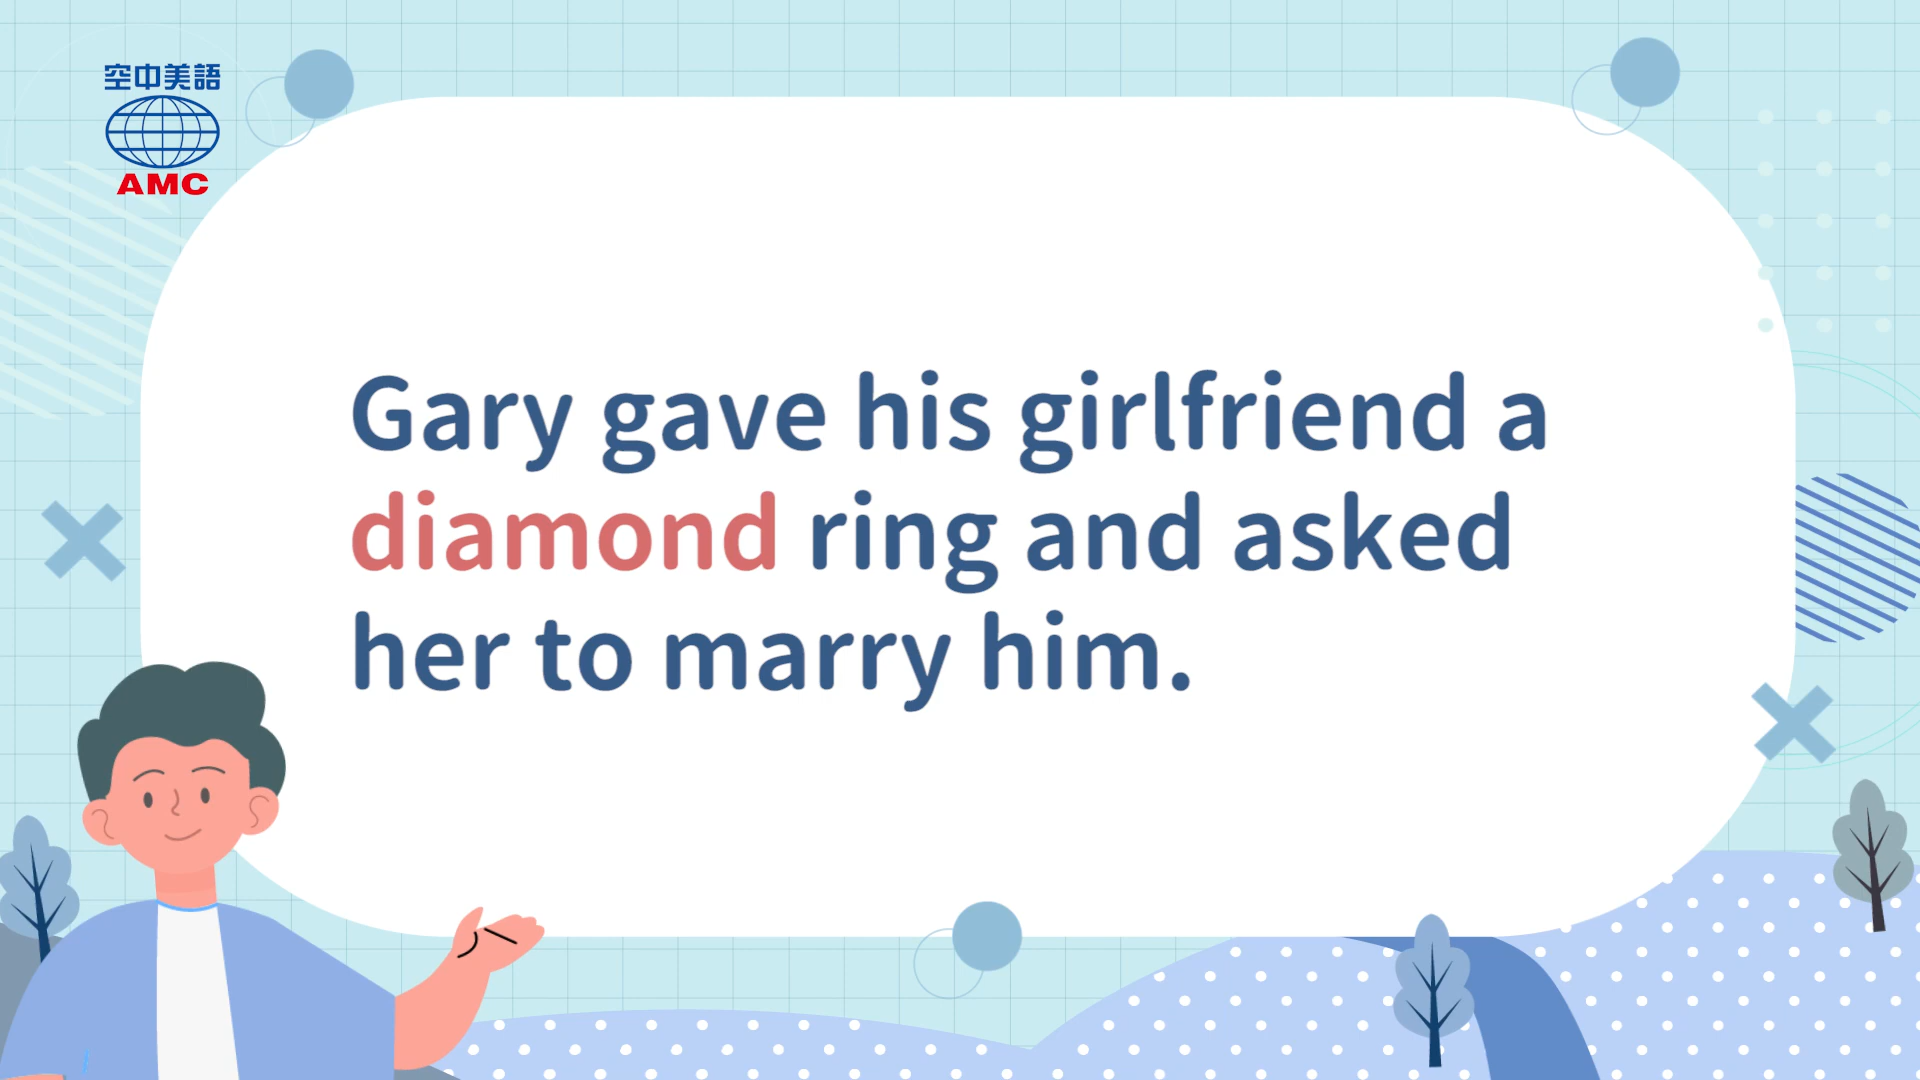 空中美語
AMC
Gary gave his girlfriend a
diamond ring and asked
her to marry him.